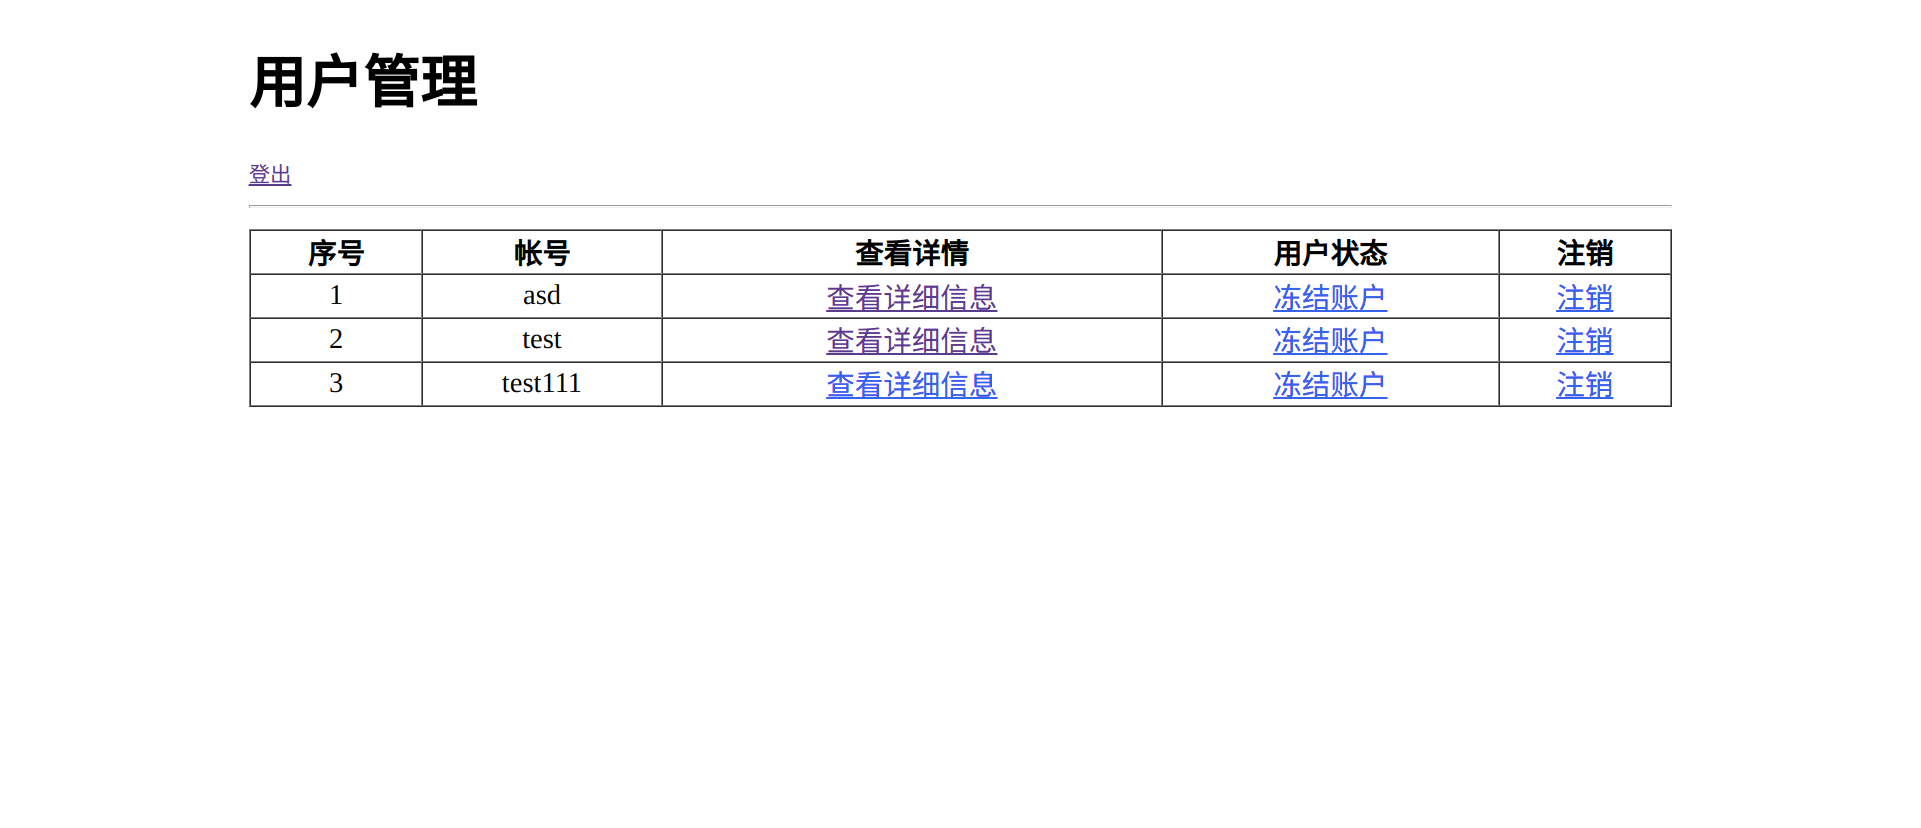 用户管理
登出
序号 帐号 查看详情 用户状态 注销
1 asd 查看详细信息 冻结账户 注销
2 test 查看详细信息 冻结账户 注销
3 test111 查看详细信息 冻结账户 注销